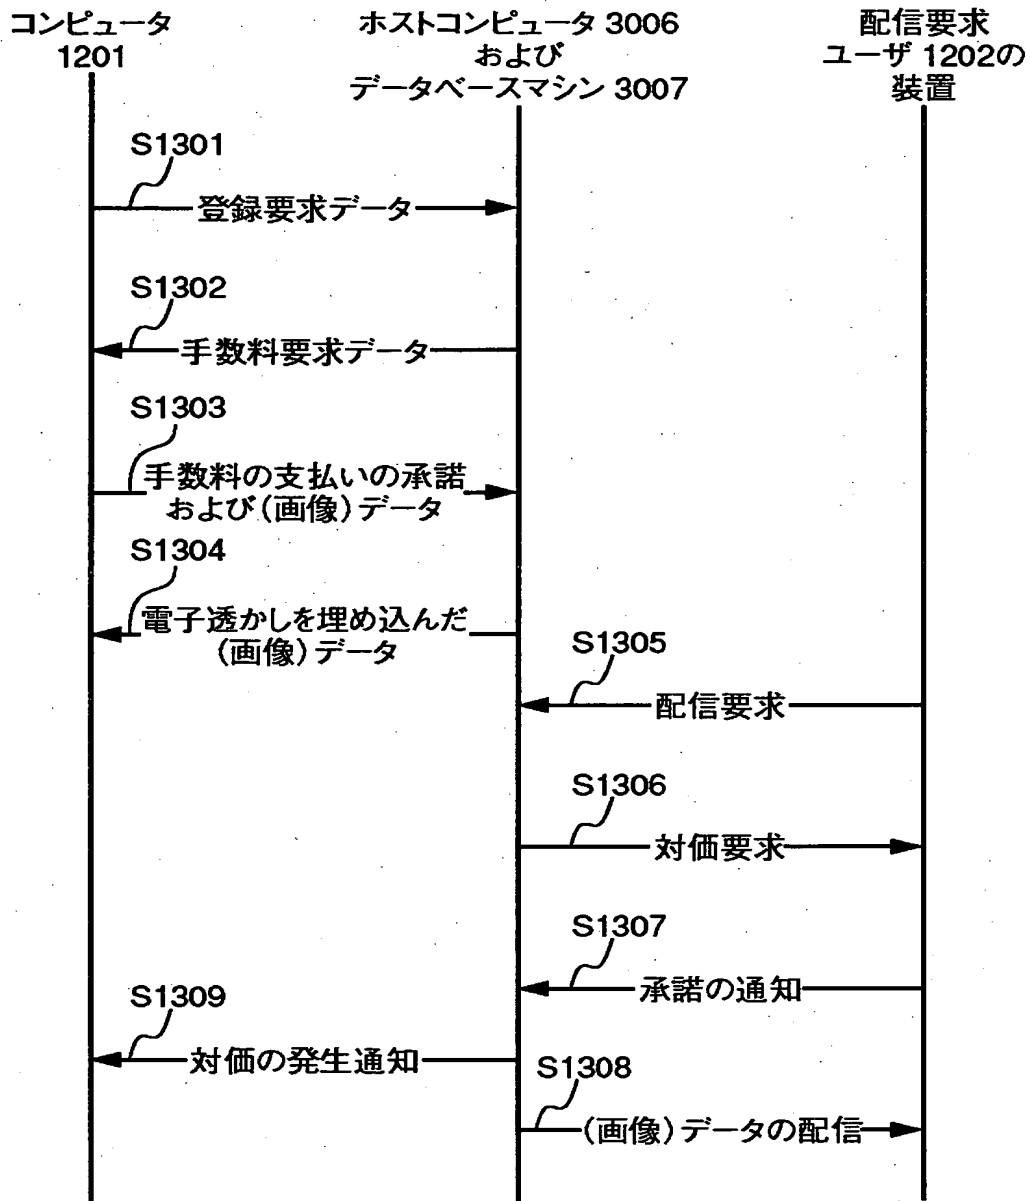 コンピュータ
1201
ホストコンピュータ 3006
および
データベースマシン 3007
配信要求
ユーザ 1202の
装置
S1301
登録要求データ
S1302
手数料要求データ
S1303
手数料の支払いの承諾
および(画像)データ
S1304
電子透かしを埋め込んだ
(画像)データ
S1305
配信要求
S1306
対価要求
S1307
承諾の通知
S1309
対価の発生通知
S1308
(画像)データの配信